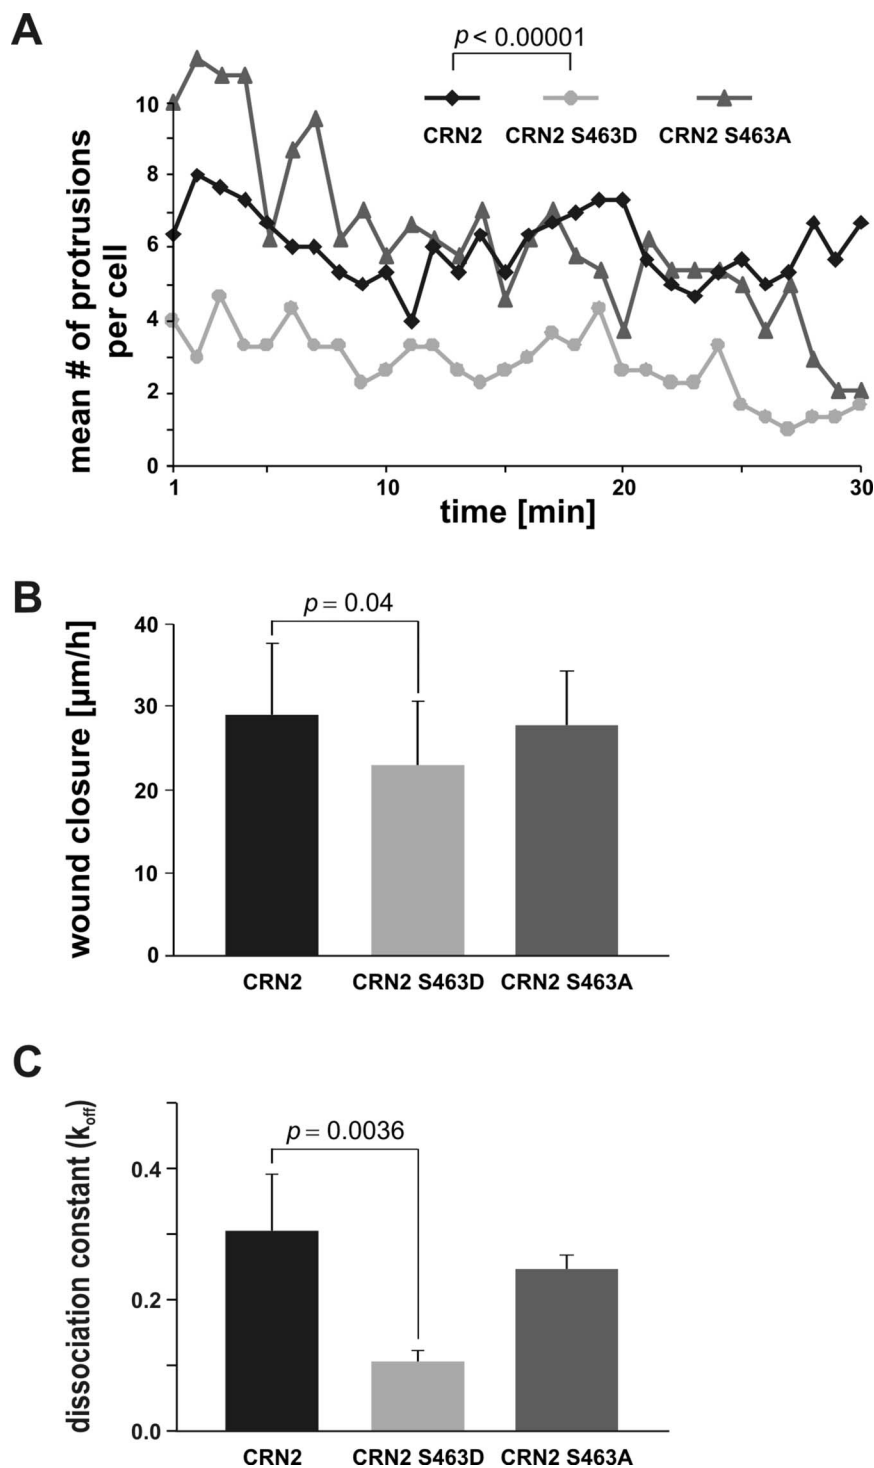 A
p < 0.00001
CRN2 CRN2 S463D CRN2 S463A
mean # of protrusions
per cell
10
8
6
4
2
0
1 10 20 30
time [min]
B
p = 0.04
wound closure [µm/h]
40
30
20
10
0
CRN2 CRN2 S463D CRN2 S463A
C
p = 0.0036
dissociation constant (koff)
0.4
0.2
0.0
CRN2 CRN2 S463D CRN2 S463A